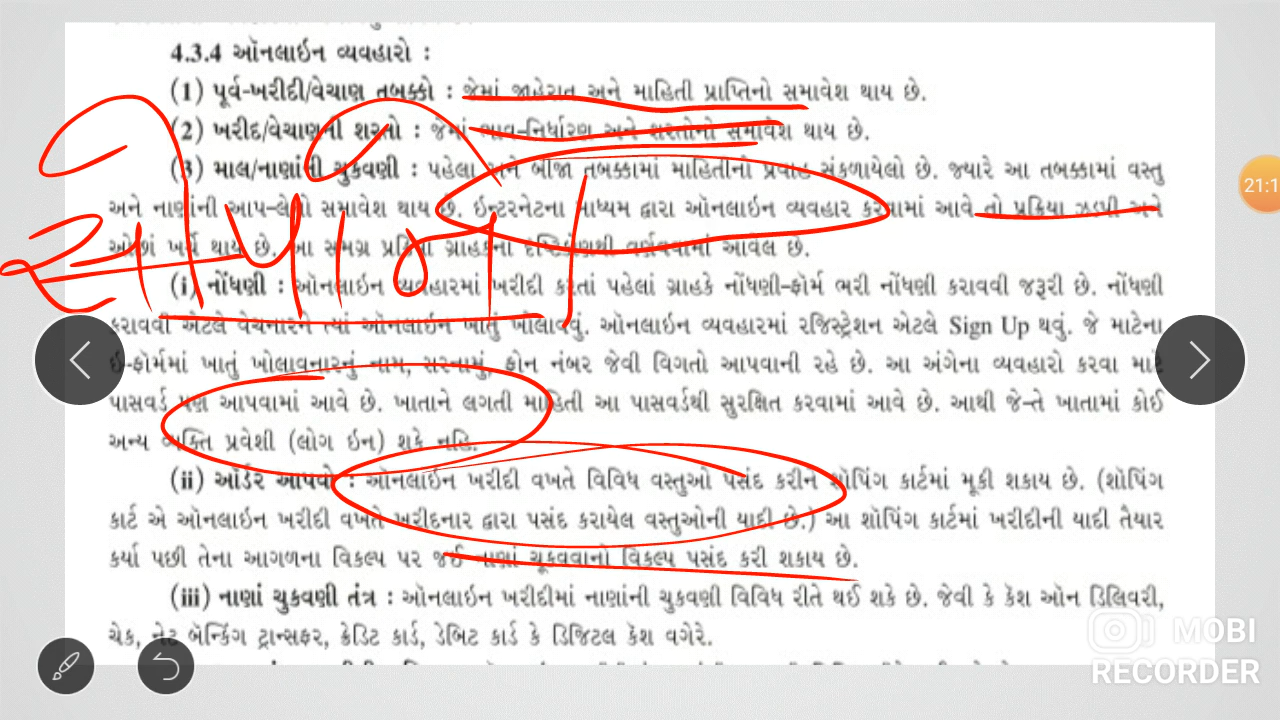 4.3.4 ઑનલાઇન વ્યવહારો :
(1) પૂર્વ-ખરીદી/વેચાણ તબક્કો : જેમાં જાહેરાત અને માહિતી પ્રાપ્તિનો સમાવેશ થાય છે.
(2) ખરીદ/વેચાણની શરતો : જેમાં ભાવ-નિર્ધારણ અને શરતોનો સમાવેશ થાય છે.
(3) માલ/નાણાંની ચુકવણી : પહેલા અને બીજા તબક્કામાં માહિતીનો પ્રવાહ સંકળાયેલો છે. જ્યારે આ તબક્કામાં વસ્તુ
અને નાણાંની આપ-લેનો સમાવેશ થાય છે. ઇન્ટરનેટના માધ્યમ દ્વારા ઑનલાઇન વ્યવહાર કરવામાં આવે તો પ્રક્રિયા ઝડપી અને
ઓછા ખર્ચે થાય છે. આ સમગ્ર પ્રક્રિયા ગ્રાહકના દૃષ્ટિકોણથી વર્ણવવામાં આવેલ છે.
(i) નોંધણી : ઑનલાઇન વ્યવહારમાં ખરીદી કરતાં પહેલાં ગ્રાહકે નોંધણી-ફૉર્મ ભરી નોંધણી કરાવવી જરૂરી છે. નોંધણી
કરાવવી એટલે વેચનારને ત્યાં ઑનલાઇન ખાતું ખોલાવવું. ઑનલાઇન વ્યવહારમાં રજિસ્ટ્રેશન એટલે Sign Up થવું. જે માટેના
ઇ-ફૉર્મમાં ખાતું ખોલાવનારનું નામ, સરનામું, ફોન નંબર જેવી વિગતો આપવાની રહે છે. આ અંગેના વ્યવહારો કરવા માટે
પાસવર્ડ પણ આપવામાં આવે છે. ખાતાને લગતી માહિતી આ પાસવર્ડથી સુરક્ષિત કરવામાં આવે છે. આથી જે-તે ખાતામાં કોઈ
અન્ય વ્યક્તિ પ્રવેશી (લોગ ઇન) શકે નહિ.
(ii) ઑર્ડર આપવો : ઑનલાઇન ખરીદી વખતે વિવિધ વસ્તુઓ પસંદ કરીને શૉપિંગ કાર્ટમાં મૂકી શકાય છે. (શૉપિંગ
કાર્ટ એ ઑનલાઇન ખરીદી વખતે ખરીદનાર દ્વારા પસંદ કરાયેલ વસ્તુઓની યાદી છે.) આ શૉપિંગ કાર્ટમાં ખરીદીની યાદી તૈયાર
કર્યા પછી તેના આગળના વિકલ્પ પર જઈ નાણાં ચૂકવવાનો વિકલ્પ પસંદ કરી શકાય છે.
(iii) નાણાં ચુકવણી તંત્ર : ઑનલાઇન ખરીદીમાં નાણાંની ચુકવણી વિવિધ રીતે થઈ શકે છે. જેવી કે કૅશ ઑન ડિલિવરી,
ચેક, નેટ બૅન્કિંગ ટ્રાન્સફર, ક્રેડિટ કાર્ડ, ડેબિટ કાર્ડ કે ડિજિટલ કૅશ વગેરે.
21:1
MOBI
RECORDER